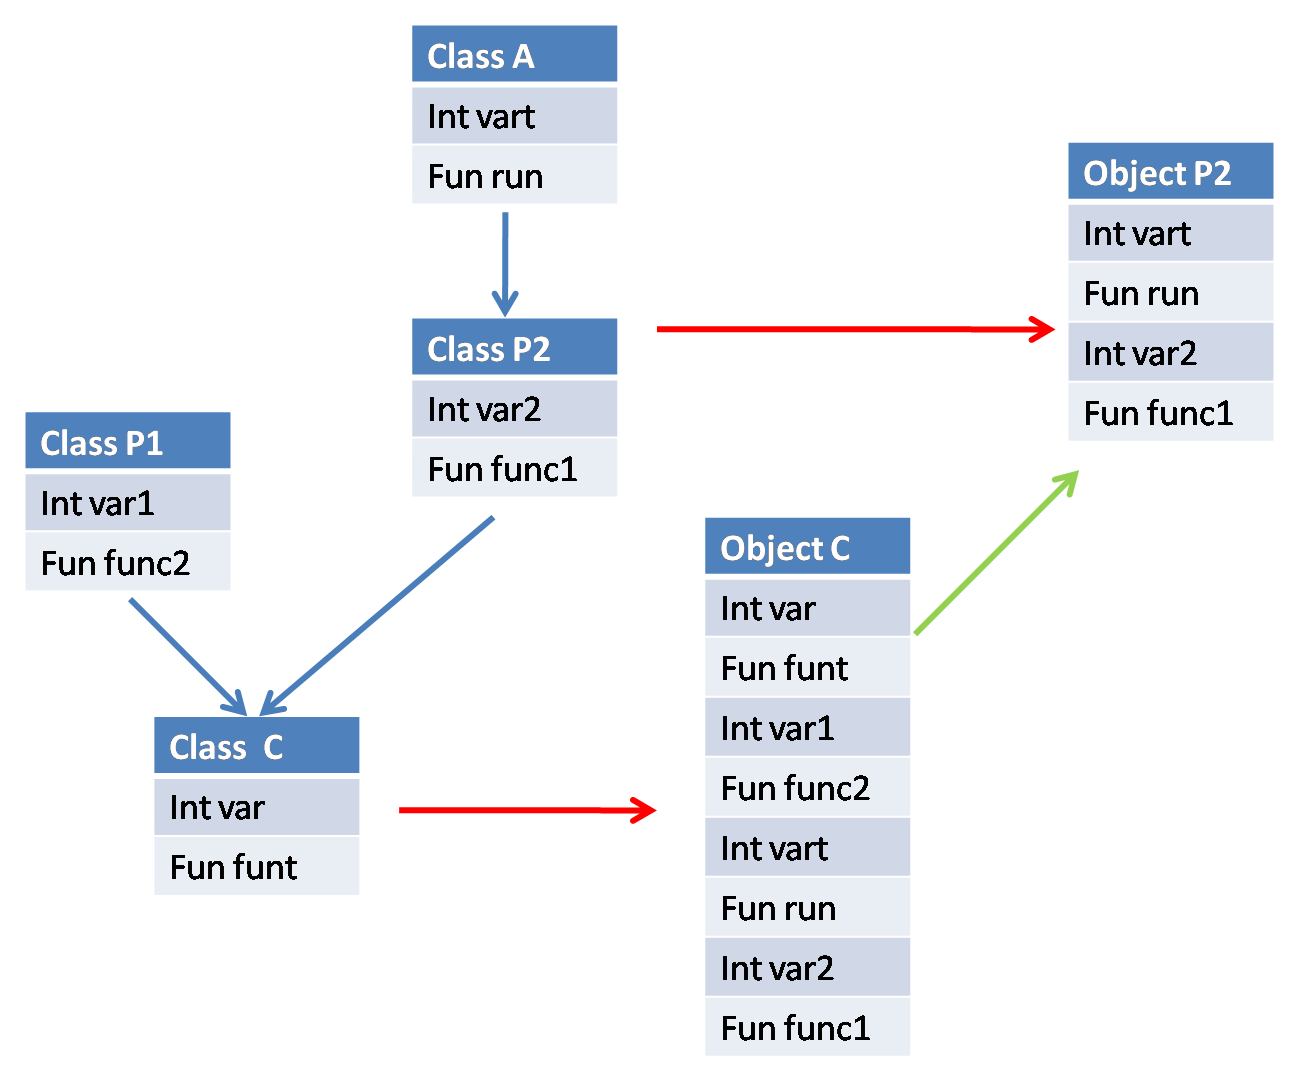 Class A
Int vart
Fun run
Object P2
Int vart
Fun run
Int var2
Fun func1
Class P2
Int var2
Fun func1
Class P1
Int var1
Fun func2
Object C
Int var
Fun funt
Int var1
Fun func2
Int vart
Fun run
Int var2
Fun func1
Class  C
Int var
Fun funt